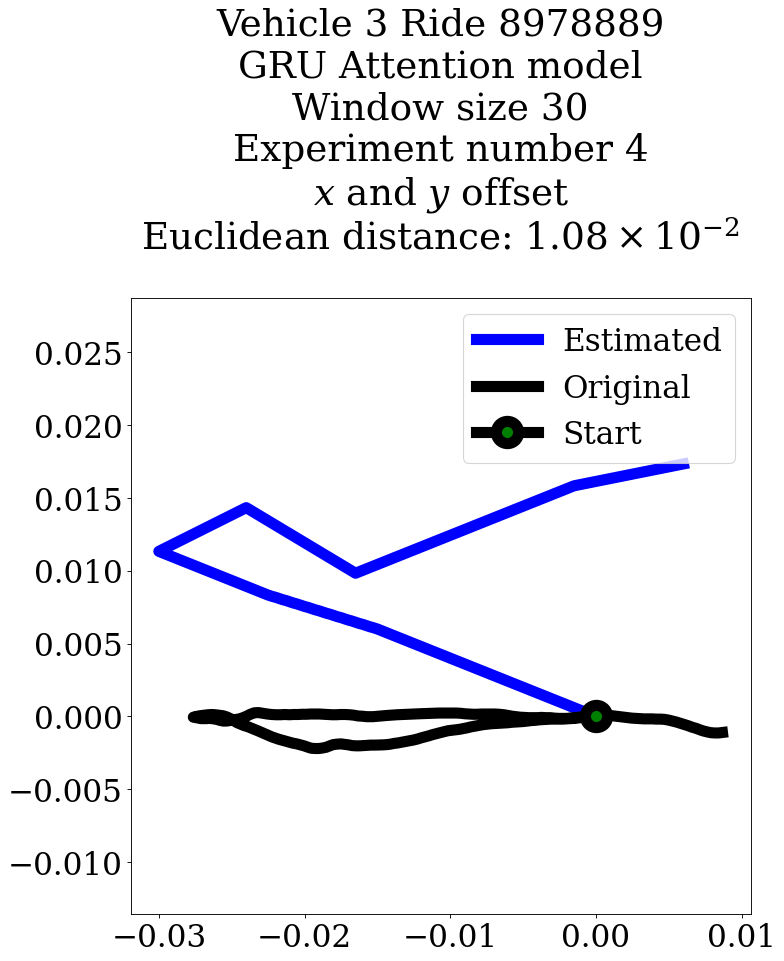 Vehicle 3 Ride 8978889
GRU Attention model
Window size 30
Experiment number 4
x and y offset
Euclidean distance: 1.08 × 10⁻²
Estimated
Original
Start
0.025
0.020
0.015
0.010
0.005
0.000
−0.005
−0.010
−0.03 −0.02 −0.01 0.00 0.01